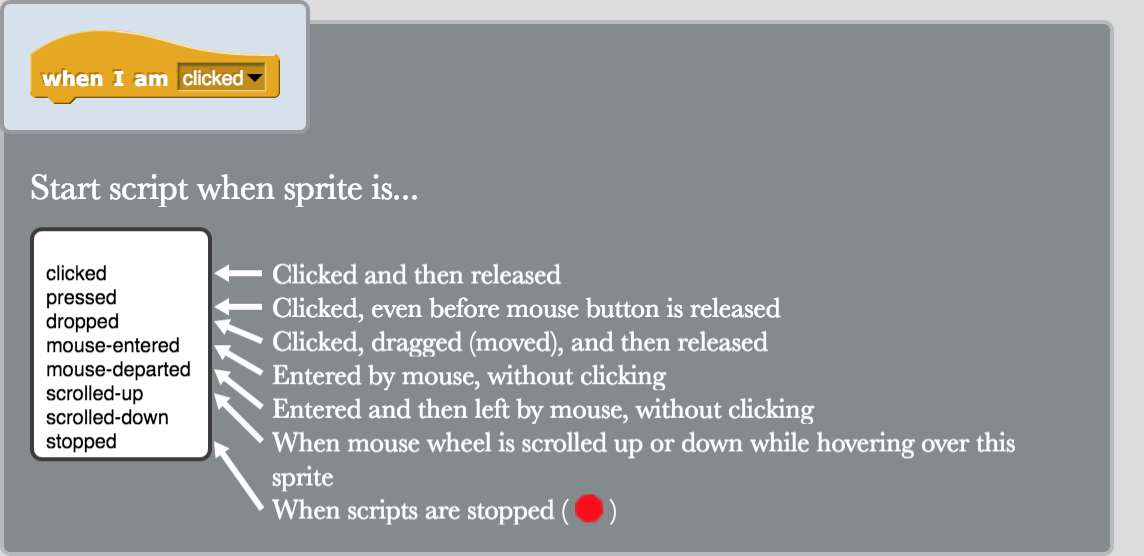 when I am clicked
Start script when sprite is...
clicked
pressed
dropped
mouse-entered
mouse-departed
scrolled-up
scrolled-down
stopped
Clicked and then released
Clicked, even before mouse button is released
Clicked, dragged (moved), and then released
Entered by mouse, without clicking
Entered and then left by mouse, without clicking
When mouse wheel is scrolled up or down while hovering over this
sprite
When scripts are stopped ( )